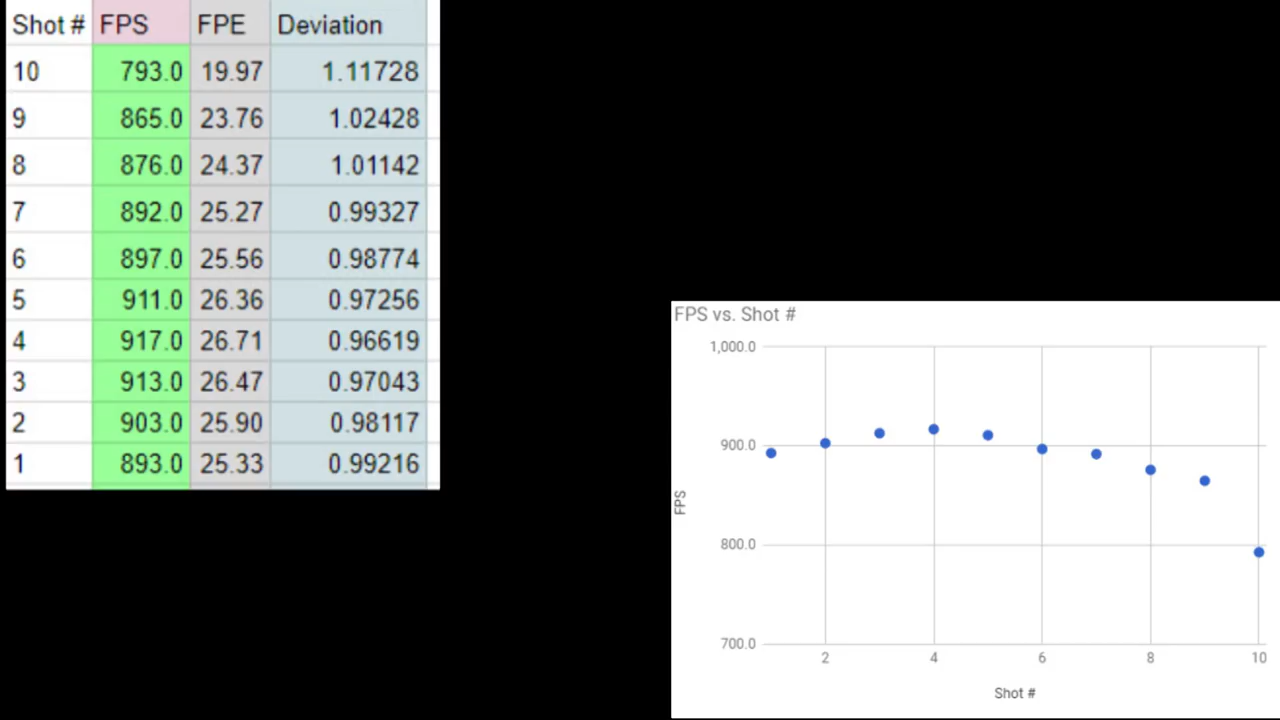 Shot # FPS FPE Deviation
10 793.0 19.97 1.11728
9 865.0 23.76 1.02428
8 876.0 24.37 1.01142
7 892.0 25.27 0.99327
6 897.0 25.56 0.98774
5 911.0 26.36 0.97256
4 917.0 26.71 0.96619
3 913.0 26.47 0.97043
2 903.0 25.90 0.98117
1 893.0 25.33 0.99216
FPS vs. Shot #
1,000.0
900.0
800.0
700.0
FPS
2 4 6 8 10
Shot #